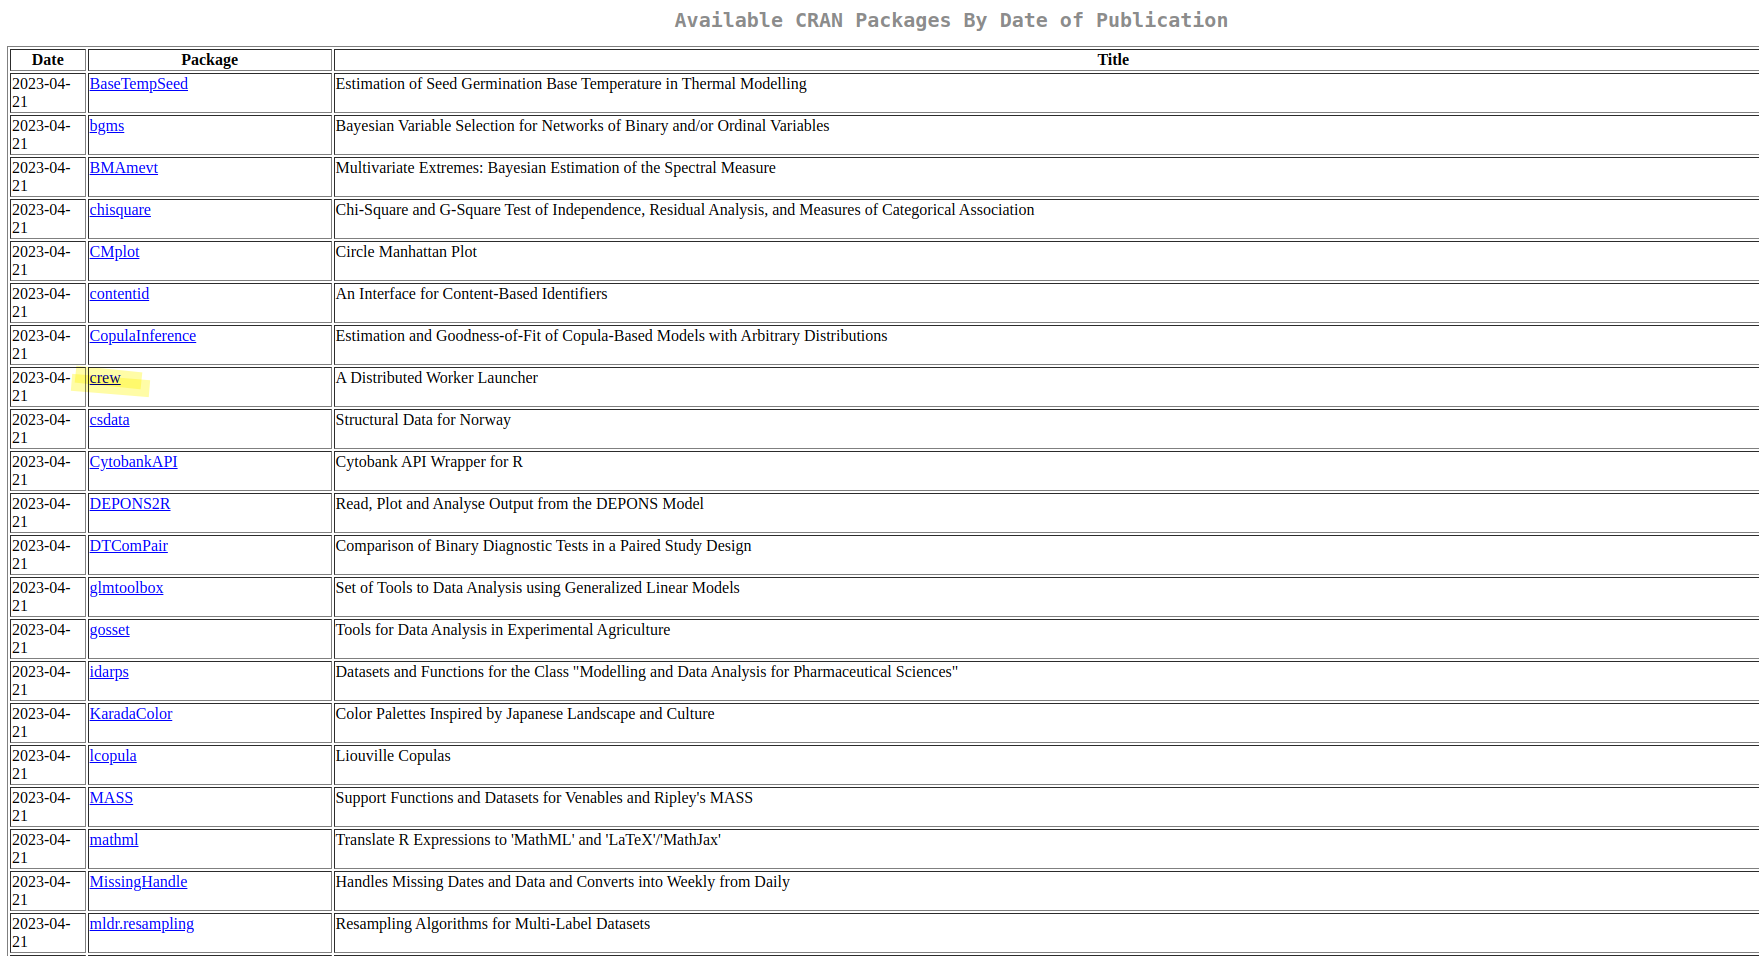 Available CRAN Packages By Date of Publication
Date Package Title
2023-04-21 BaseTempSeed Estimation of Seed Germination Base Temperature in Thermal Modelling
2023-04-21 bgms Bayesian Variable Selection for Networks of Binary and/or Ordinal Variables
2023-04-21 BMAmevt Multivariate Extremes: Bayesian Estimation of the Spectral Measure
2023-04-21 chisquare Chi-Square and G-Square Test of Independence, Residual Analysis, and Measures of Categorical Association
2023-04-21 CMplot Circle Manhattan Plot
2023-04-21 contentid An Interface for Content-Based Identifiers
2023-04-21 CopulaInference Estimation and Goodness-of-Fit of Copula-Based Models with Arbitrary Distributions
2023-04-21 crew A Distributed Worker Launcher
2023-04-21 csdata Structural Data for Norway
2023-04-21 CytobankAPI Cytobank API Wrapper for R
2023-04-21 DEPONS2R Read, Plot and Analyse Output from the DEPONS Model
2023-04-21 DTComPair Comparison of Binary Diagnostic Tests in a Paired Study Design
2023-04-21 glmtoolbox Set of Tools to Data Analysis using Generalized Linear Models
2023-04-21 gosset Tools for Data Analysis in Experimental Agriculture
2023-04-21 idarps Datasets and Functions for the Class "Modelling and Data Analysis for Pharmaceutical Sciences"
2023-04-21 KaradaColor Color Palettes Inspired by Japanese Landscape and Culture
2023-04-21 lcopula Liouville Copulas
2023-04-21 MASS Support Functions and Datasets for Venables and Ripley's MASS
2023-04-21 mathml Translate R Expressions to 'MathML' and 'LaTeX'/'MathJax'
2023-04-21 MissingHandle Handles Missing Dates and Data and Converts into Weekly from Daily
2023-04-21 mldr.resampling Resampling Algorithms for Multi-Label Datasets